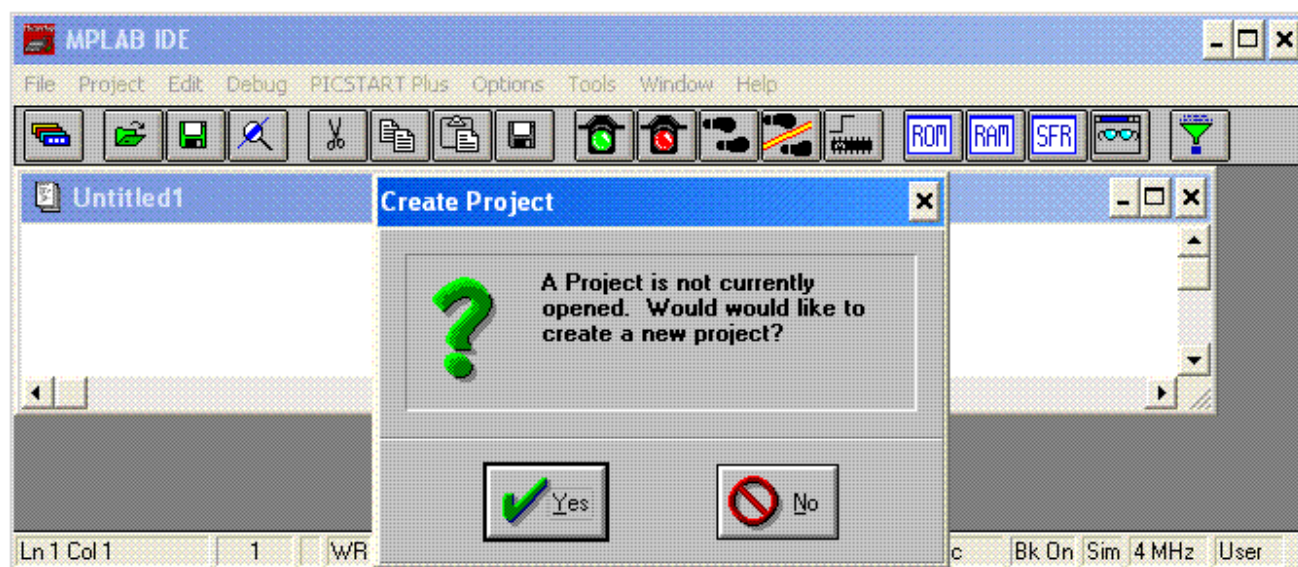 MPLAB IDE
File Project Edit Debug PICSTART Plus Options Tools Window Help
ROM RAM SFR
Untitled1
Create Project
A Project is not currently
opened. Would would like to
create a new project?
Yes No
Ln 1 Col 1 1 WR c Bk On Sim 4 MHz User